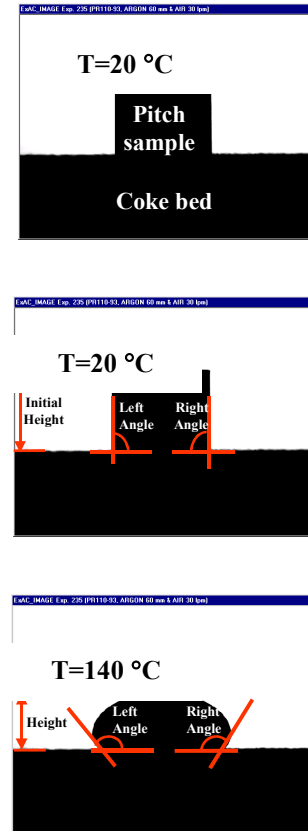 ExAC_IMAGE Exp. 235 (PR110-93, ARGON 60 mm & AIR 30 lpm)
T=20 °C
Pitch
sample
Coke bed
ExAC_IMAGE Exp. 235 (PR110-93, ARGON 60 mm & AIR 30 lpm)
T=20 °C
Initial
Height
Left
Angle
Right
Angle
ExAC_IMAGE Exp. 235 (PR110-93, ARGON 60 mm & AIR 30 lpm)
T=140 °C
Height
Left
Angle
Right
Angle